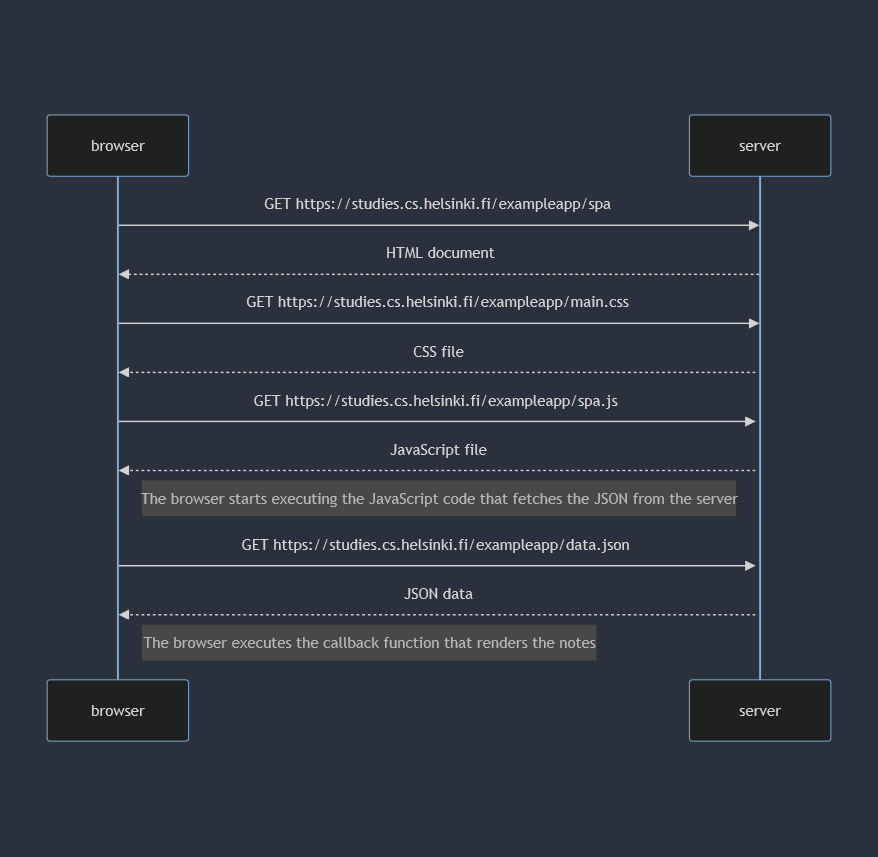 browser
server
GET https://studies.cs.helsinki.fi/exampleapp/spa
HTML document
GET https://studies.cs.helsinki.fi/exampleapp/main.css
CSS file
GET https://studies.cs.helsinki.fi/exampleapp/spa.js
JavaScript file
The browser starts executing the JavaScript code that fetches the JSON from the server
GET https://studies.cs.helsinki.fi/exampleapp/data.json
JSON data
The browser executes the callback function that renders the notes
browser
server